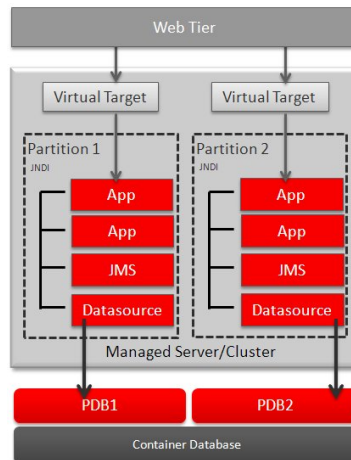 Web Tier
Virtual Target Virtual Target
Partition 1 Partition 2
JNDI JNDI
App App
App App
JMS JMS
Datasource Datasource
Managed Server/Cluster
PDB1 PDB2
Container Database